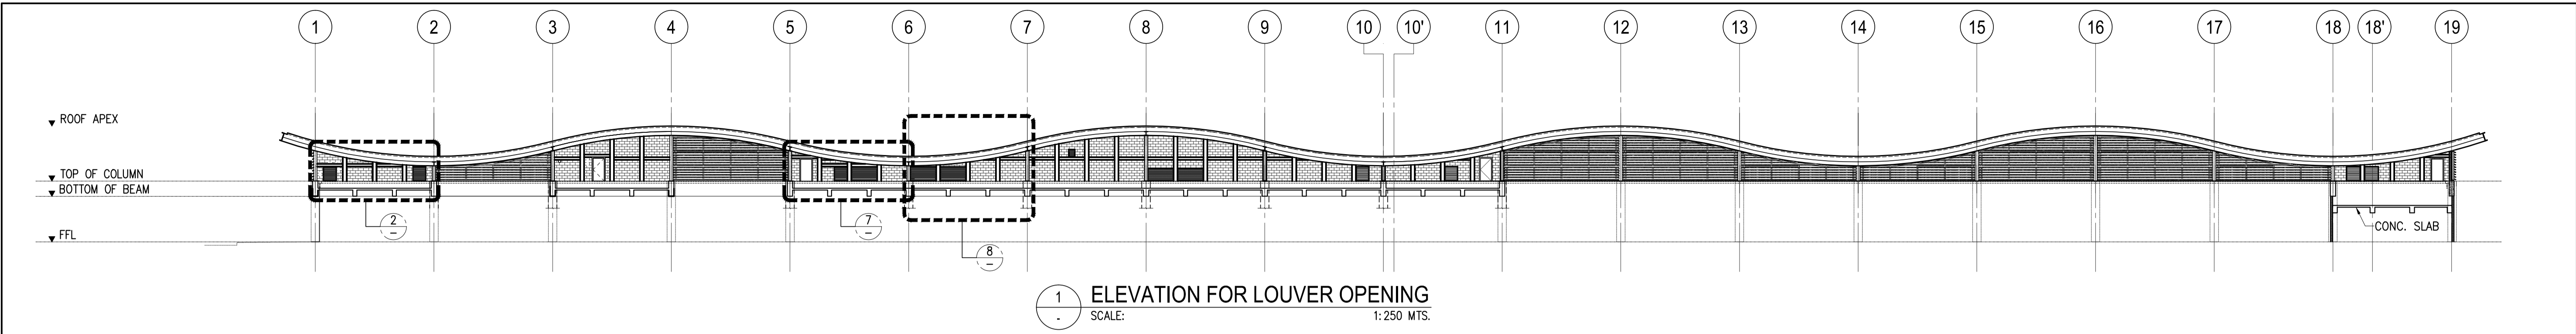 1 2 3 4 5 6 7 8 9 10 10' 11 12 13 14 15 16 17 18 18' 19
ROOF APEX
TOP OF COLUMN
BOTTOM OF BEAM
FFL
2
-
7
-
8
-
CONC. SLAB
1
-
ELEVATION FOR LOUVER OPENING
SCALE: 1:250 MTS.